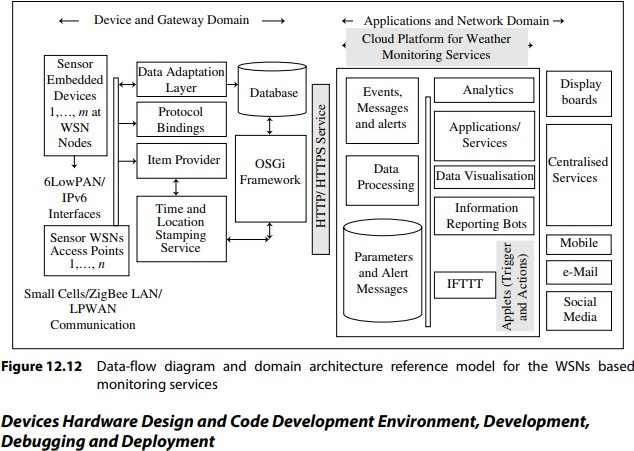 Device and Gateway Domain
Applications and Network Domain
Cloud Platform for Weather
Monitoring Services
Sensor
Embedded
Devices
1,…, m at
WSN
Nodes
6LowPAN/
IPv6
Interfaces
Sensor WSNs
Access Points
1,…, n
Small Cells/ZigBee LAN/
LPWAN
Communication
Data Adaptation
Layer
Protocol
Bindings
Item Provider
Time and
Location
Stamping
Service
Database
OSGi
Framework
HTTP/ HTTPS Service
Events,
Messages
and alerts
Data
Processing
Parameters
and Alert
Messages
Analytics
Applications/
Services
Data Visualisation
Information
Reporting Bots
IFTTT
Applets (Trigger
and Actions)
Display
boards
Centralised
Services
Mobile
e-Mail
Social
Media
Figure 12.12 Data-flow diagram and domain architecture reference model for the WSNs based
monitoring services
Devices Hardware Design and Code Development Environment, Development,
Debugging and Deployment